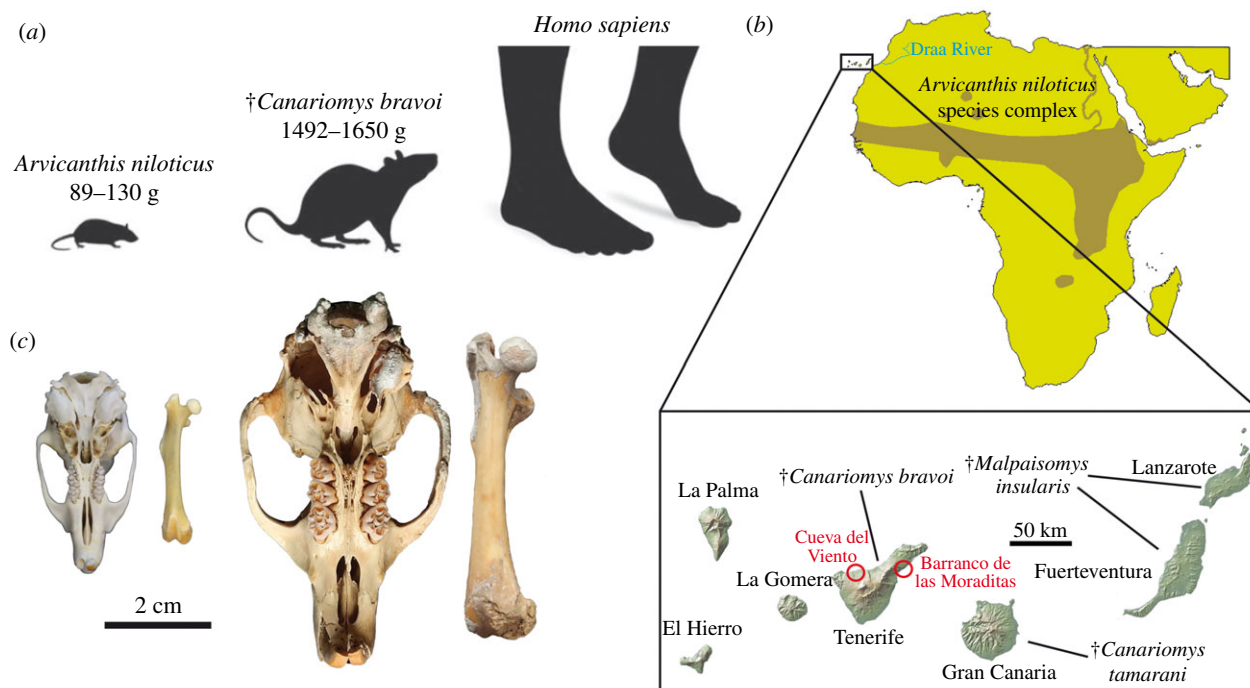 (a)
Homo sapiens
†Canariomys bravoi
1492–1650 g
Arvicanthis niloticus
89–130 g
(b)
Draa River
Arvicanthis niloticus
species complex
(c)
2 cm
†Canariomys bravoi
†Malpaisomys
insularis
Lanzarote
La Palma
50 km
Cueva del
Viento
Barranco de
las Moraditas
Fuerteventura
La Gomera
El Hierro
Tenerife
Gran Canaria
†Canariomys
tamarani